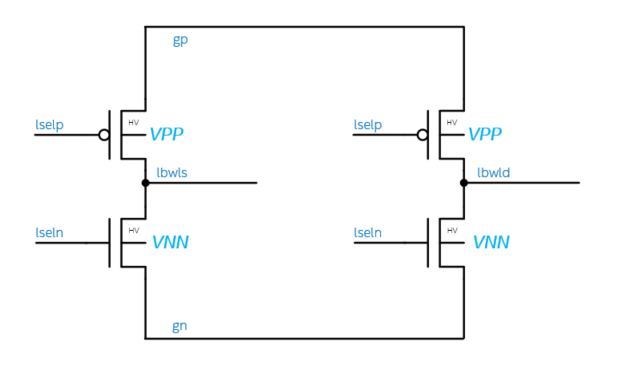 gp
lselp HV VPP lselp HV VPP
lbwls lbwld
lseln HV VNN lseln HV VNN
gn